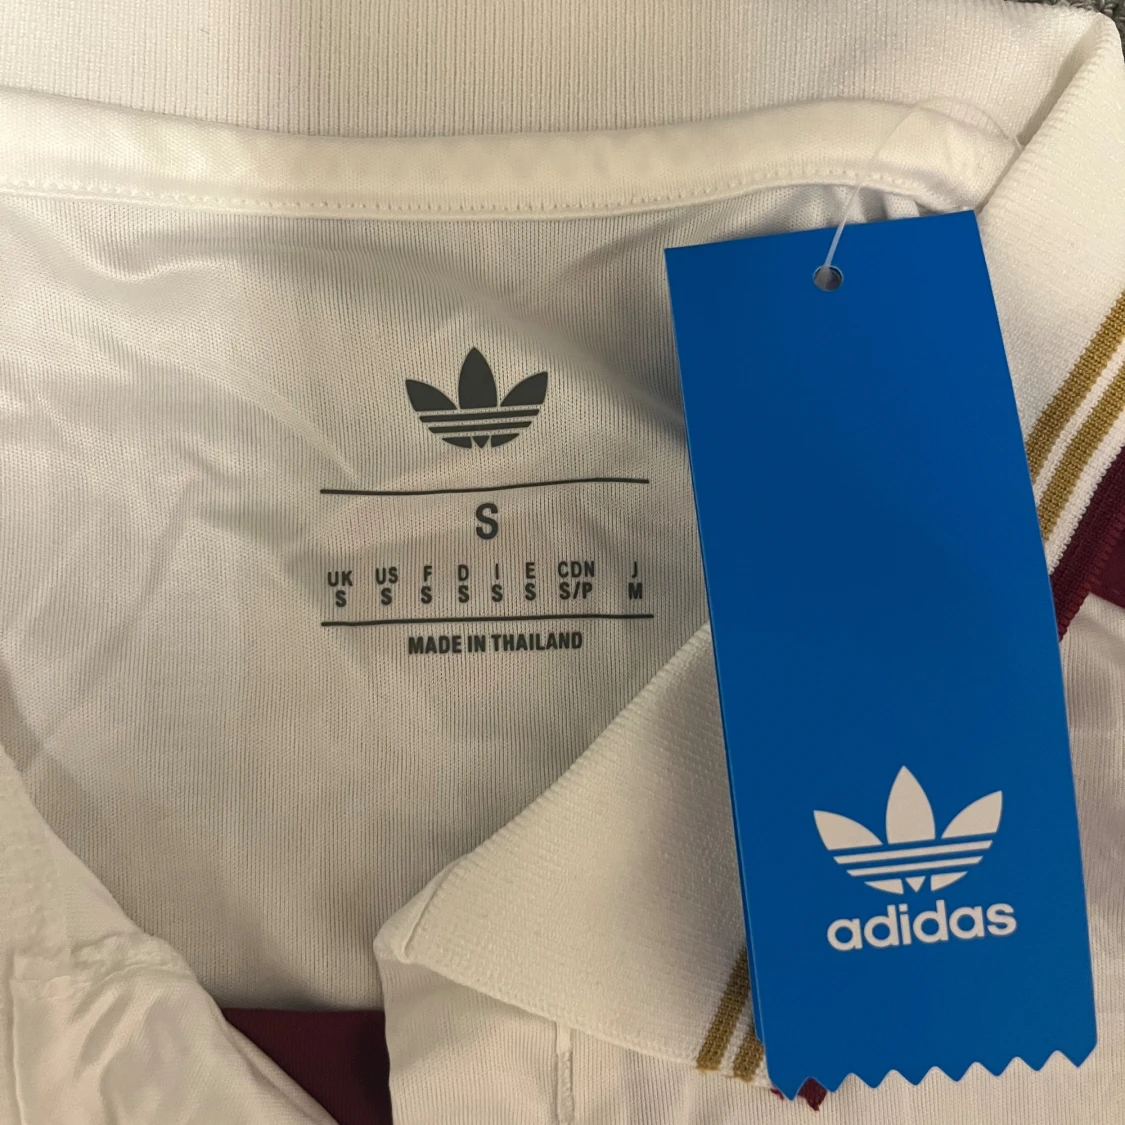 S
UK US F D I E CDN J
S S S S S S S/P M
MADE IN THAILAND
adidas